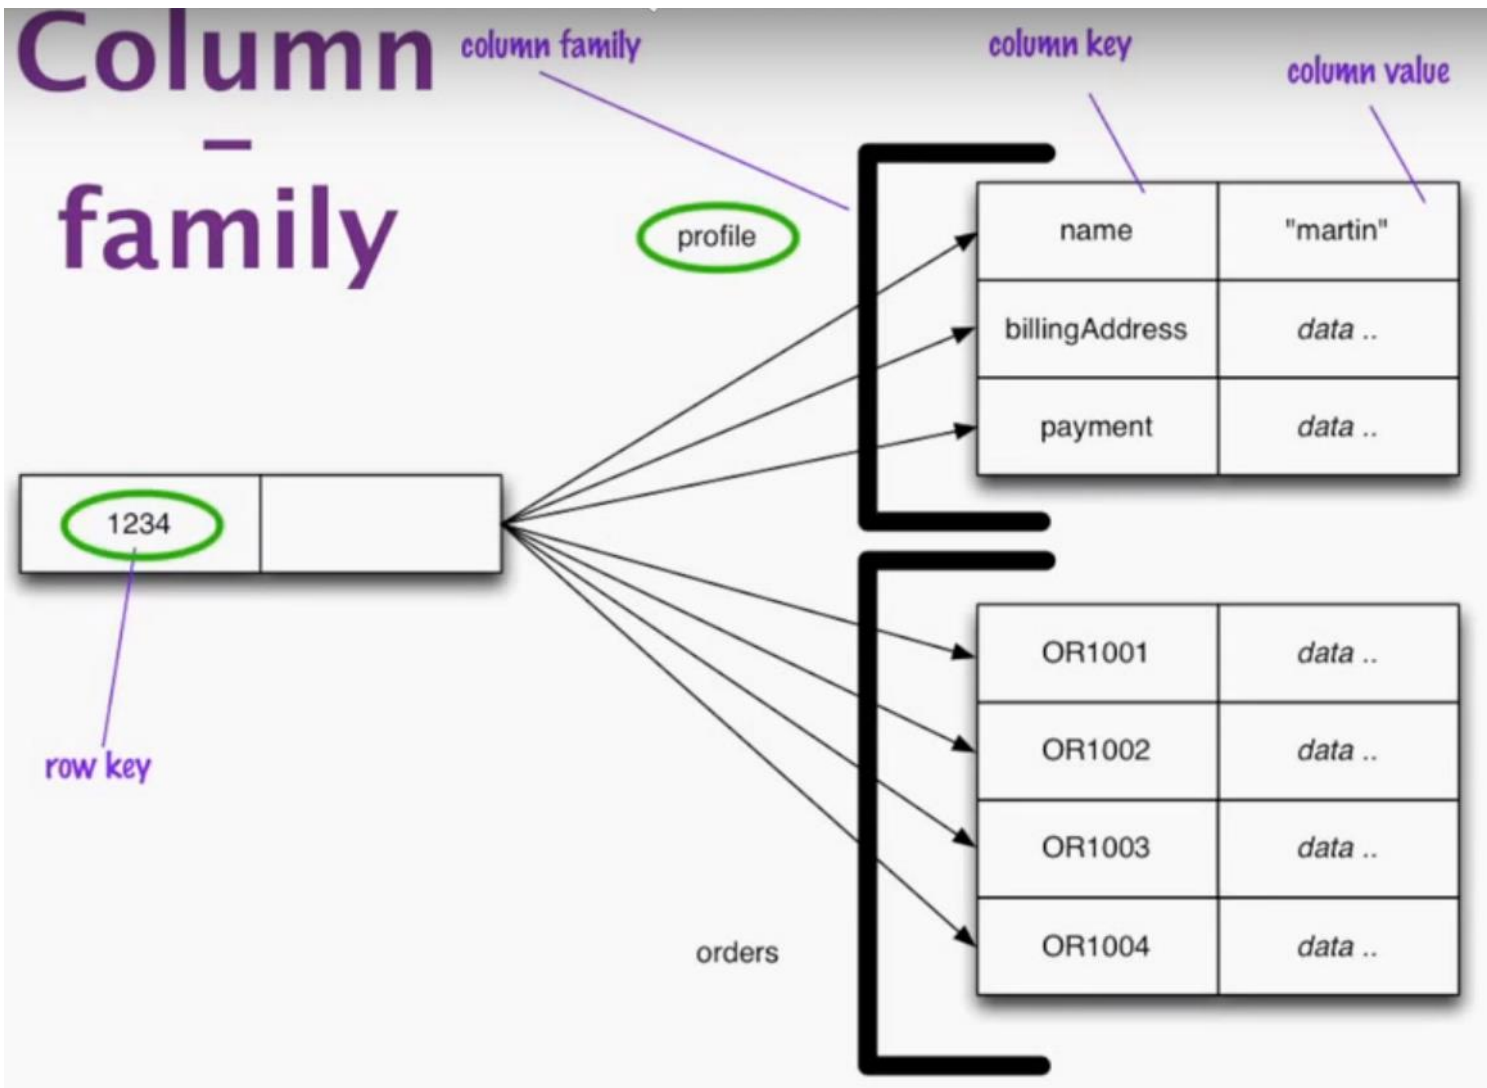 Column
–
family
column family
column key
column value
profile
name
"martin"
billingAddress
data ..
payment
data ..
1234
row key
OR1001
data ..
OR1002
data ..
OR1003
data ..
orders
OR1004
data ..